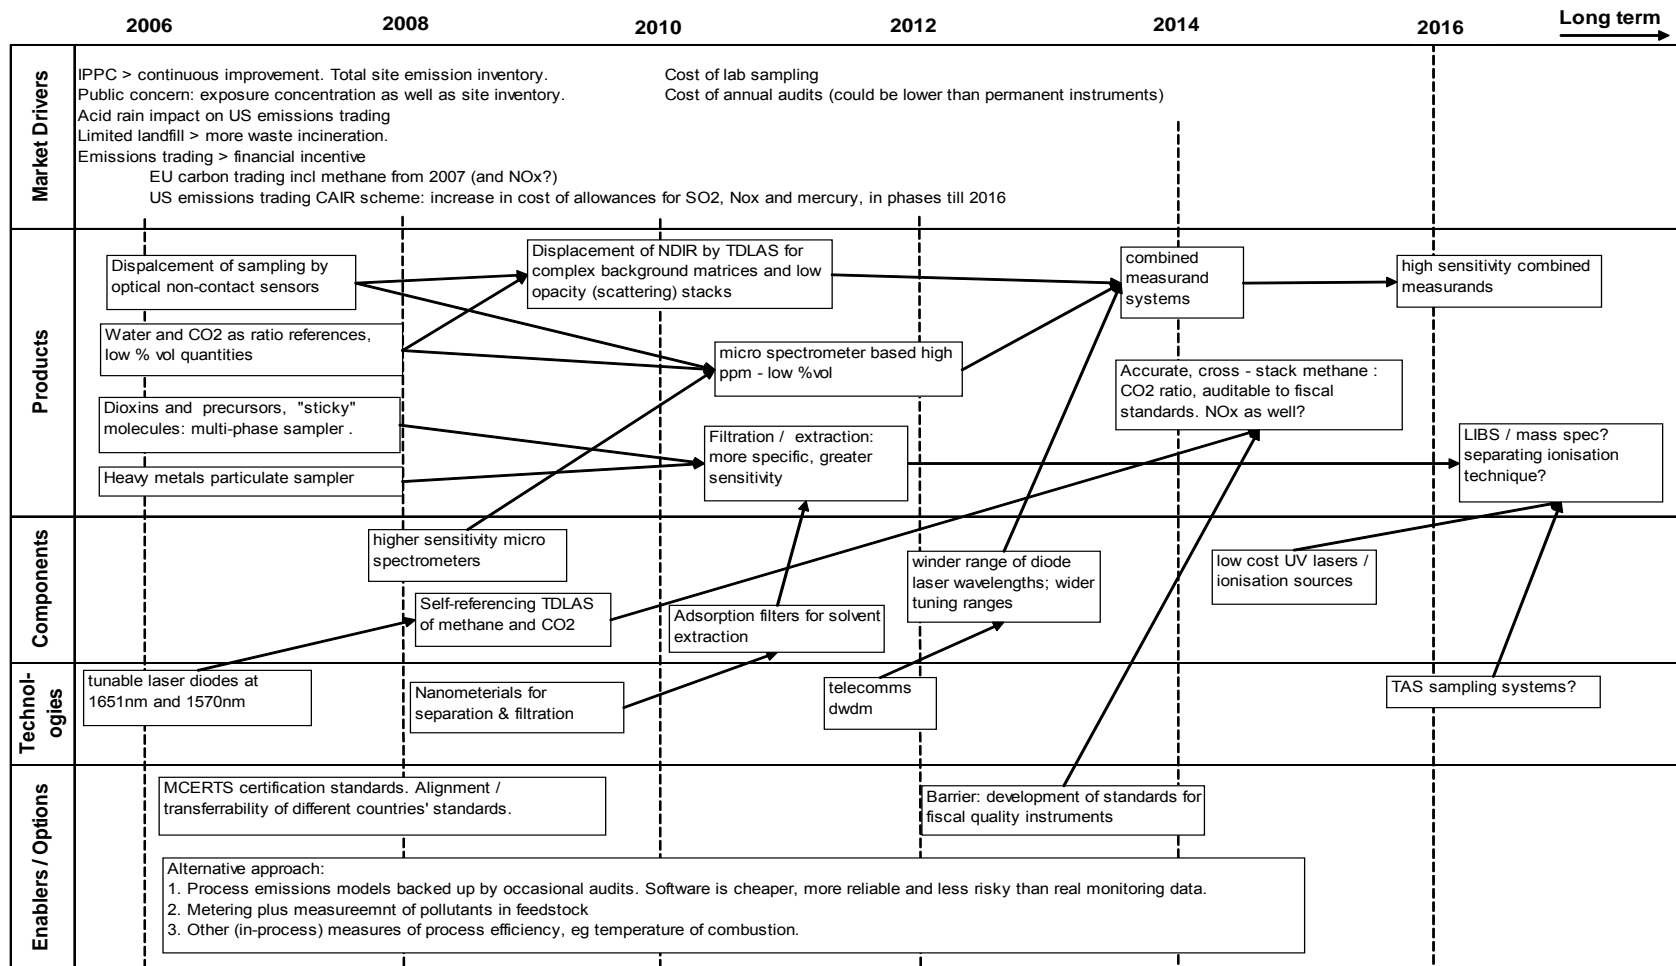 2006
2008
2010
2012
2014
2016
Long term
Market Drivers
IPPC > continuous improvement. Total site emission inventory.
Public concern: exposure concentration as well as site inventory.
Acid rain impact on US emissions trading
Limited landfill > more waste incineration.
Emissions trading > financial incentive
EU carbon trading incl methane from 2007 (and NOx?)
US emissions trading CAIR scheme: increase in cost of allowances for SO2, Nox and mercury, in phases till 2016
Cost of lab sampling
Cost of annual audits (could be lower than permanent instruments)
Products
Dispalcement of sampling by
optical non-contact sensors
Displacement of NDIR by TDLAS for
complex background matrices and low
opacity (scattering) stacks
combined
measurand
systems
high sensitivity combined
measurands
Water and CO2 as ratio references,
low % vol quantities
micro spectrometer based high
ppm - low %vol
Accurate, cross - stack methane :
CO2 ratio, auditable to fiscal
standards. NOx as well?
Dioxins and precursors, "sticky"
molecules: multi-phase sampler .
Filtration / extraction:
more specific, greater
sensitivity
LIBS / mass spec?
separating ionisation
technique?
Heavy metals particulate sampler
Components
higher sensitivity micro
spectrometers
Self-referencing TDLAS
of methane and CO2
Adsorption filters for solvent
extraction
winder range of diode
laser wavelengths; wider
tuning ranges
low cost UV lasers /
ionisation sources
Technol-
ogies
tunable laser diodes at
1651nm and 1570nm
Nanometerials for
separation & filtration
telecomms
dwdm
TAS sampling systems?
Enablers / Options
MCERTS certification standards. Alignment /
transferrability of different countries' standards.
Barrier: development of standards for
fiscal quality instruments
Alternative approach:
1. Process emissions models backed up by occasional audits. Software is cheaper, more reliable and less risky than real monitoring data.
2. Metering plus measureemnt of pollutants in feedstock
3. Other (in-process) measures of process efficiency, eg temperature of combustion.